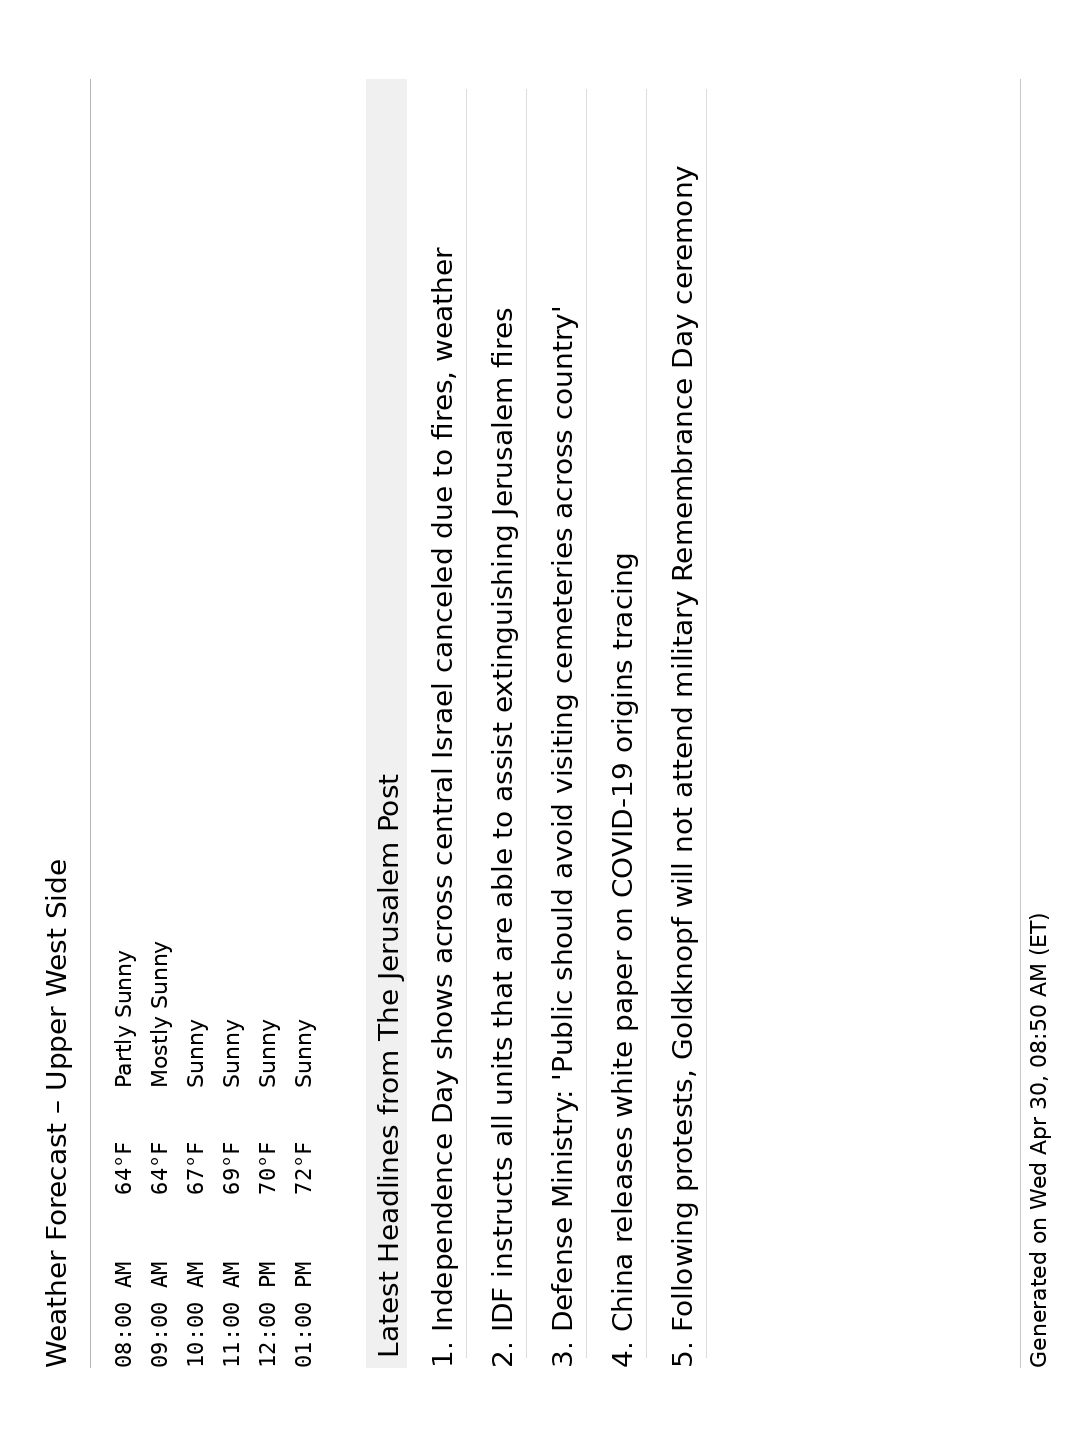 Weather Forecast – Upper West Side
08:00 AM 64°F Partly Sunny
09:00 AM 64°F Mostly Sunny
10:00 AM 67°F Sunny
11:00 AM 69°F Sunny
12:00 PM 70°F Sunny
01:00 PM 72°F Sunny
Latest Headlines from The Jerusalem Post
1. Independence Day shows across central Israel canceled due to fires, weather
2. IDF instructs all units that are able to assist extinguishing Jerusalem fires
3. Defense Ministry: 'Public should avoid visiting cemeteries across country'
4. China releases white paper on COVID-19 origins tracing
5. Following protests, Goldknopf will not attend military Remembrance Day ceremony
Generated on Wed Apr 30, 08:50 AM (ET)